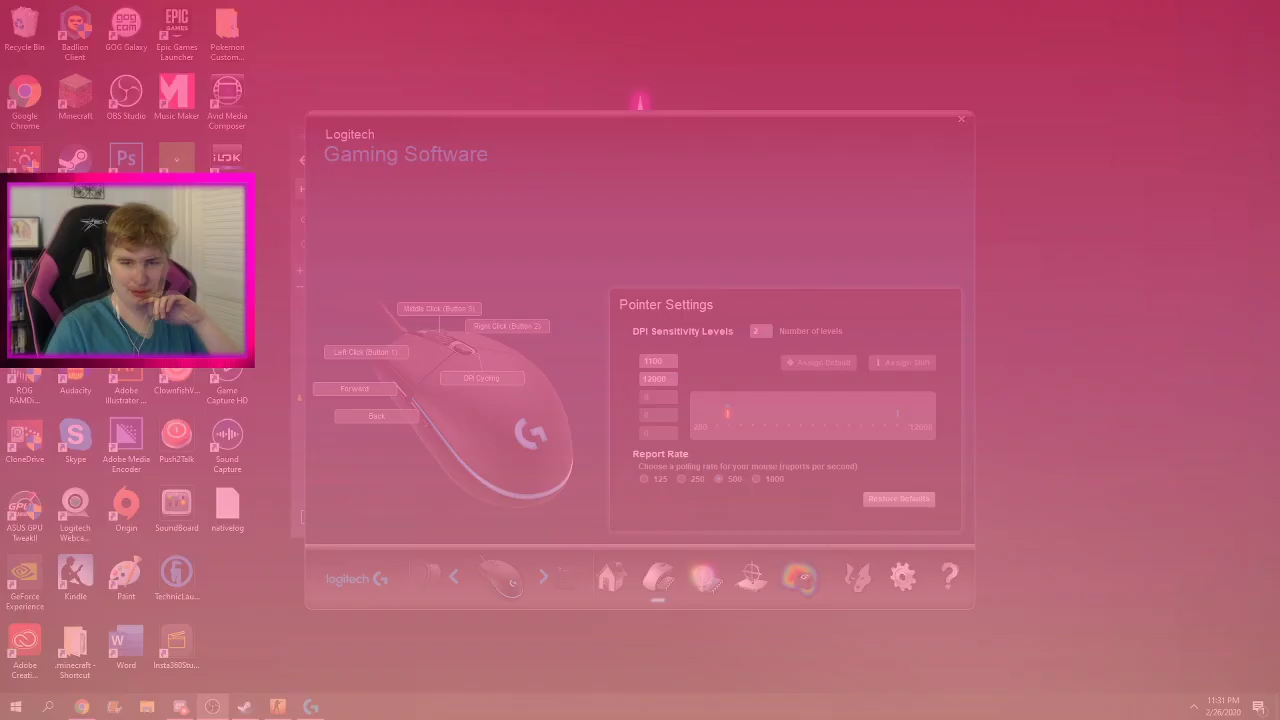 Recycle Bin
Badlion
Client
GOG Galaxy
Epic Games
Launcher
Pokemon
Custom...
Google
Chrome
Minecraft
OBS Studio
Music Maker
Avid Media
Composer
ROG
RAMDi...
Audacity
Adobe
Illustrator ...
ClownfishV...
Game
Capture HD
CloneDrive
Skype
Adobe Media
Encoder
Push2Talk
Sound
Capture
ASUS GPU
TweakII
Logitech
Webca...
Origin
SoundBoard
nativelog
GeForce
Experience
Kindle
Paint
TechnicLau...
Adobe
Creati...
.minecraft -
Shortcut
Word
Insta360Stu...
Logitech
Gaming Software
Middle Click (Button 3)
Right Click (Button 2)
Left Click (Button 1)
DPI Cycling
Forward
Back
Pointer Settings
DPI Sensitivity Levels
2
Number of levels
1100
12000
0
0
0
Assign Default
Assign Shift
200
12000
Report Rate
Choose a polling rate for your mouse (reports per second)
125
250
500
1000
Restore Defaults
logitech G
11:31 PM
2/26/2020